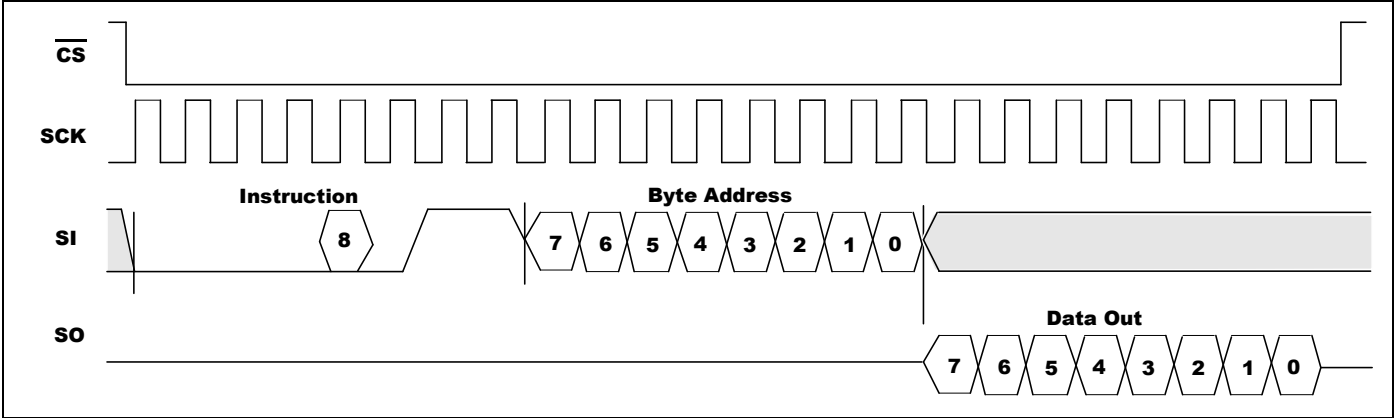 CS
SCK
Instruction
Byte Address
SI
8
7 6 5 4 3 2 1 0
Data Out
SO
7 6 5 4 3 2 1 0